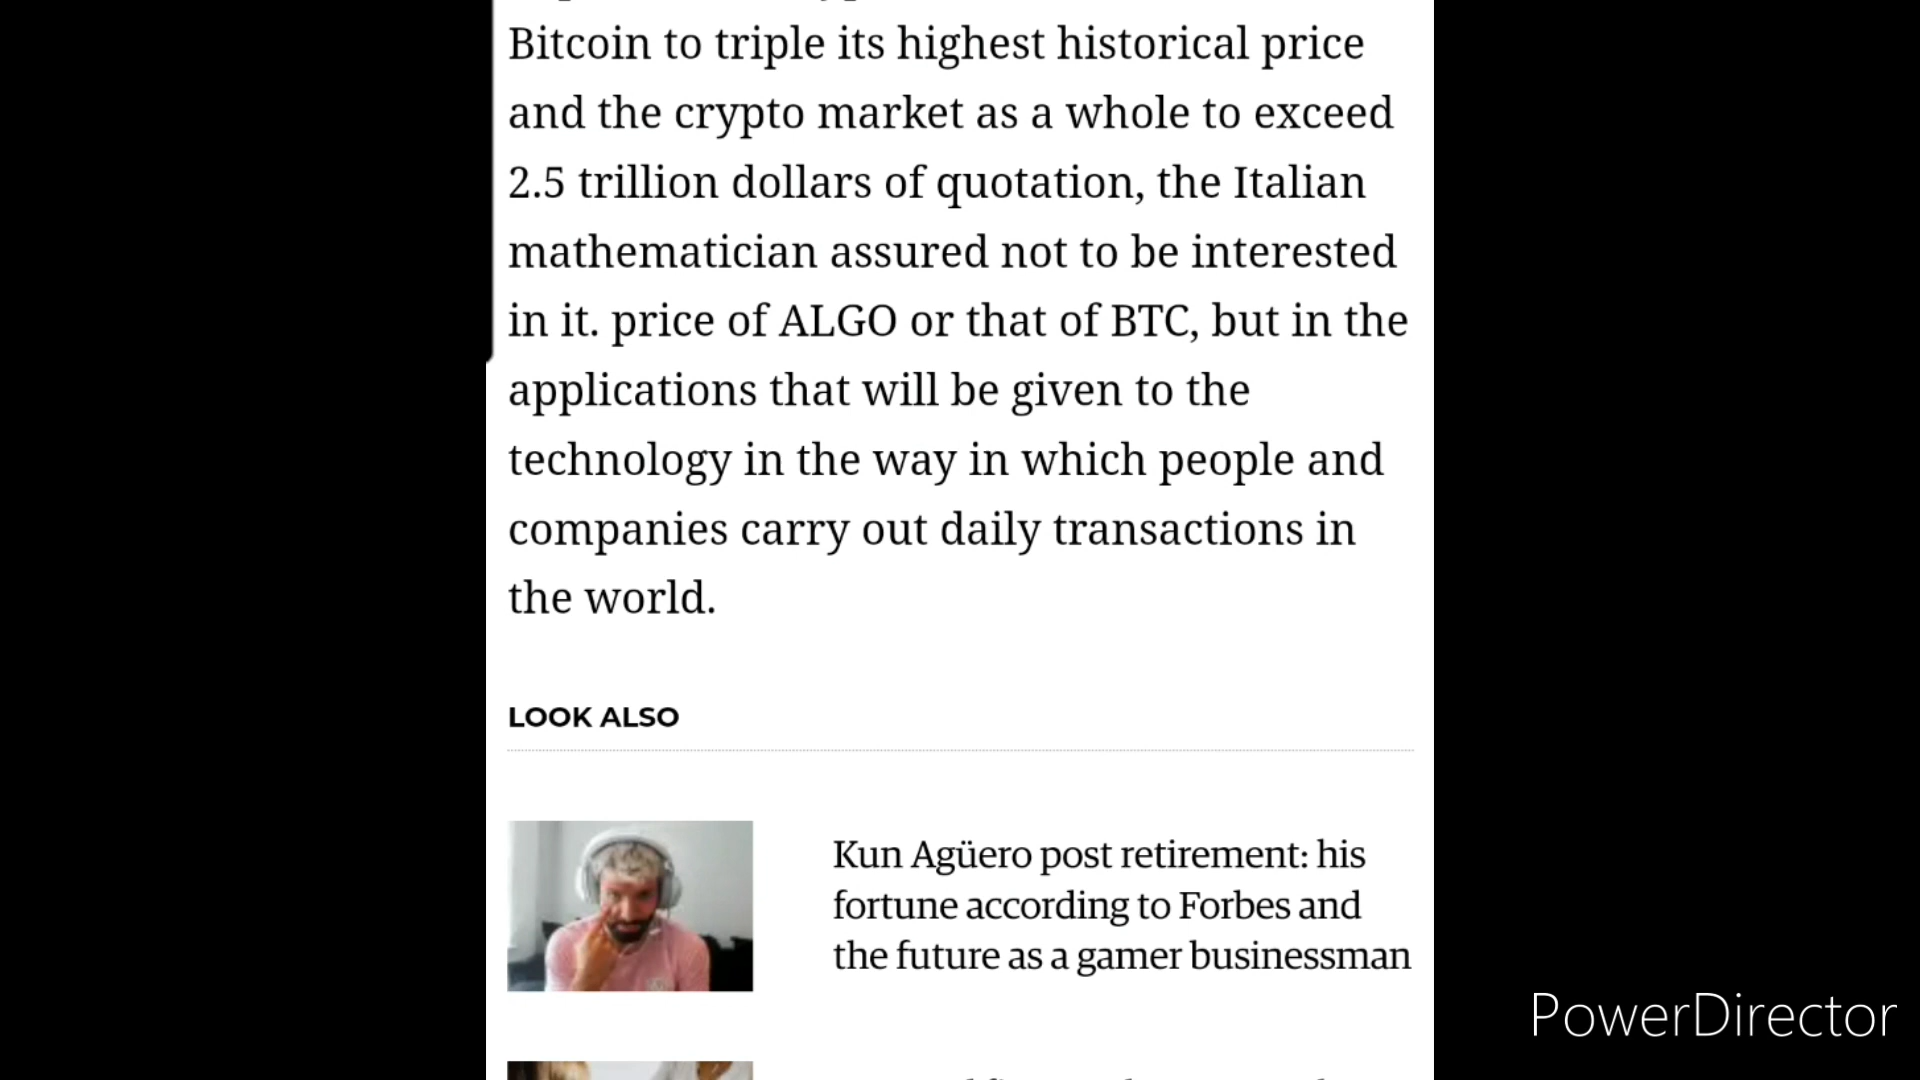 Bitcoin to triple its highest historical price
and the crypto market as a whole to exceed
2.5 trillion dollars of quotation, the Italian
mathematician assured not to be interested
in it. price of ALGO or that of BTC, but in the
applications that will be given to the
technology in the way in which people and
companies carry out daily transactions in
the world.
LOOK ALSO
Kun Agüero post retirement: his
fortune according to Forbes and
the future as a gamer businessman
PowerDirector